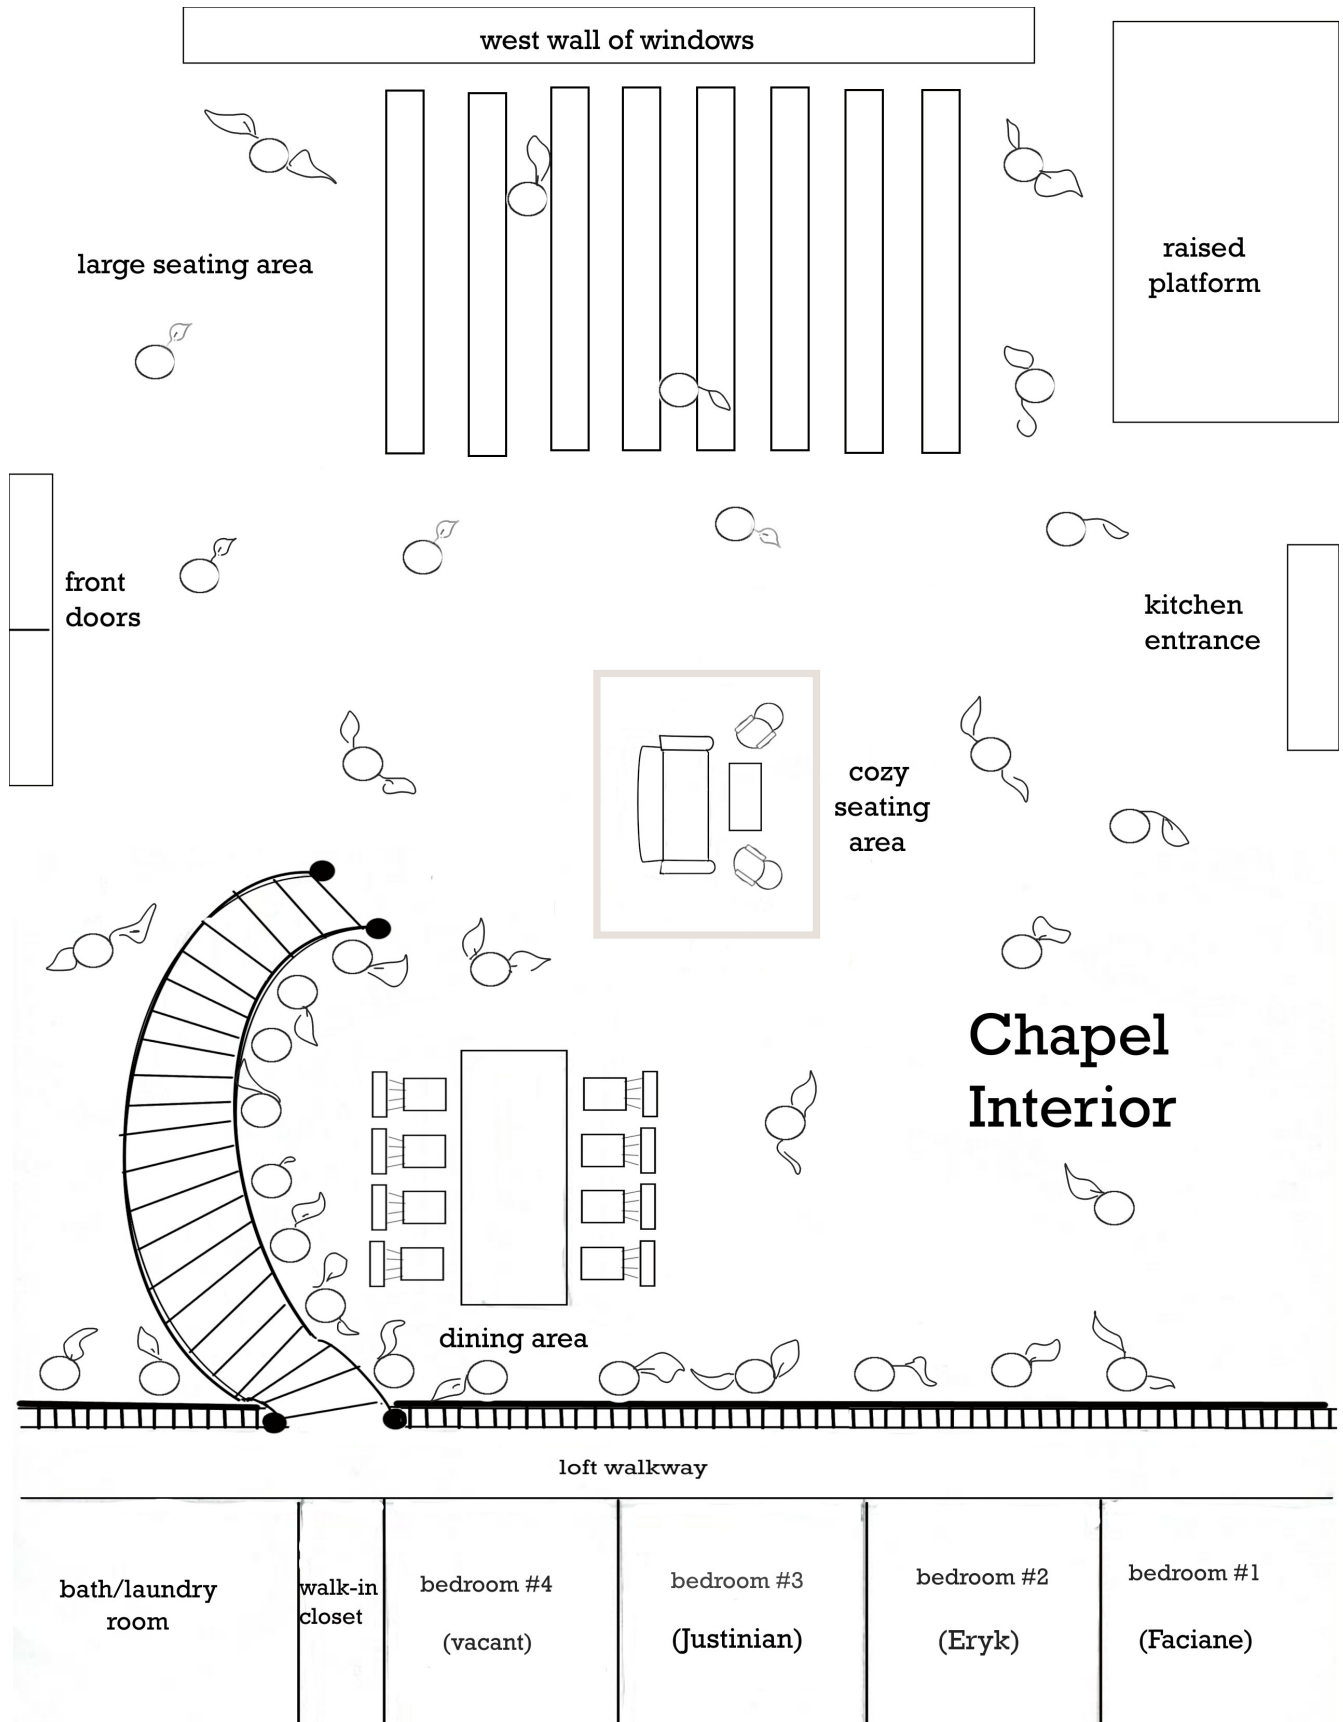 west wall of windows
raised
platform
large seating area
front
doors
kitchen
entrance
cozy
seating
area
Chapel
Interior
dining area
loft walkway
bath/laundry
room
walk-in
closet
bedroom #4
(vacant)
bedroom #3
(Justinian)
bedroom #2
(Eryk)
bedroom #1
(Faciane)